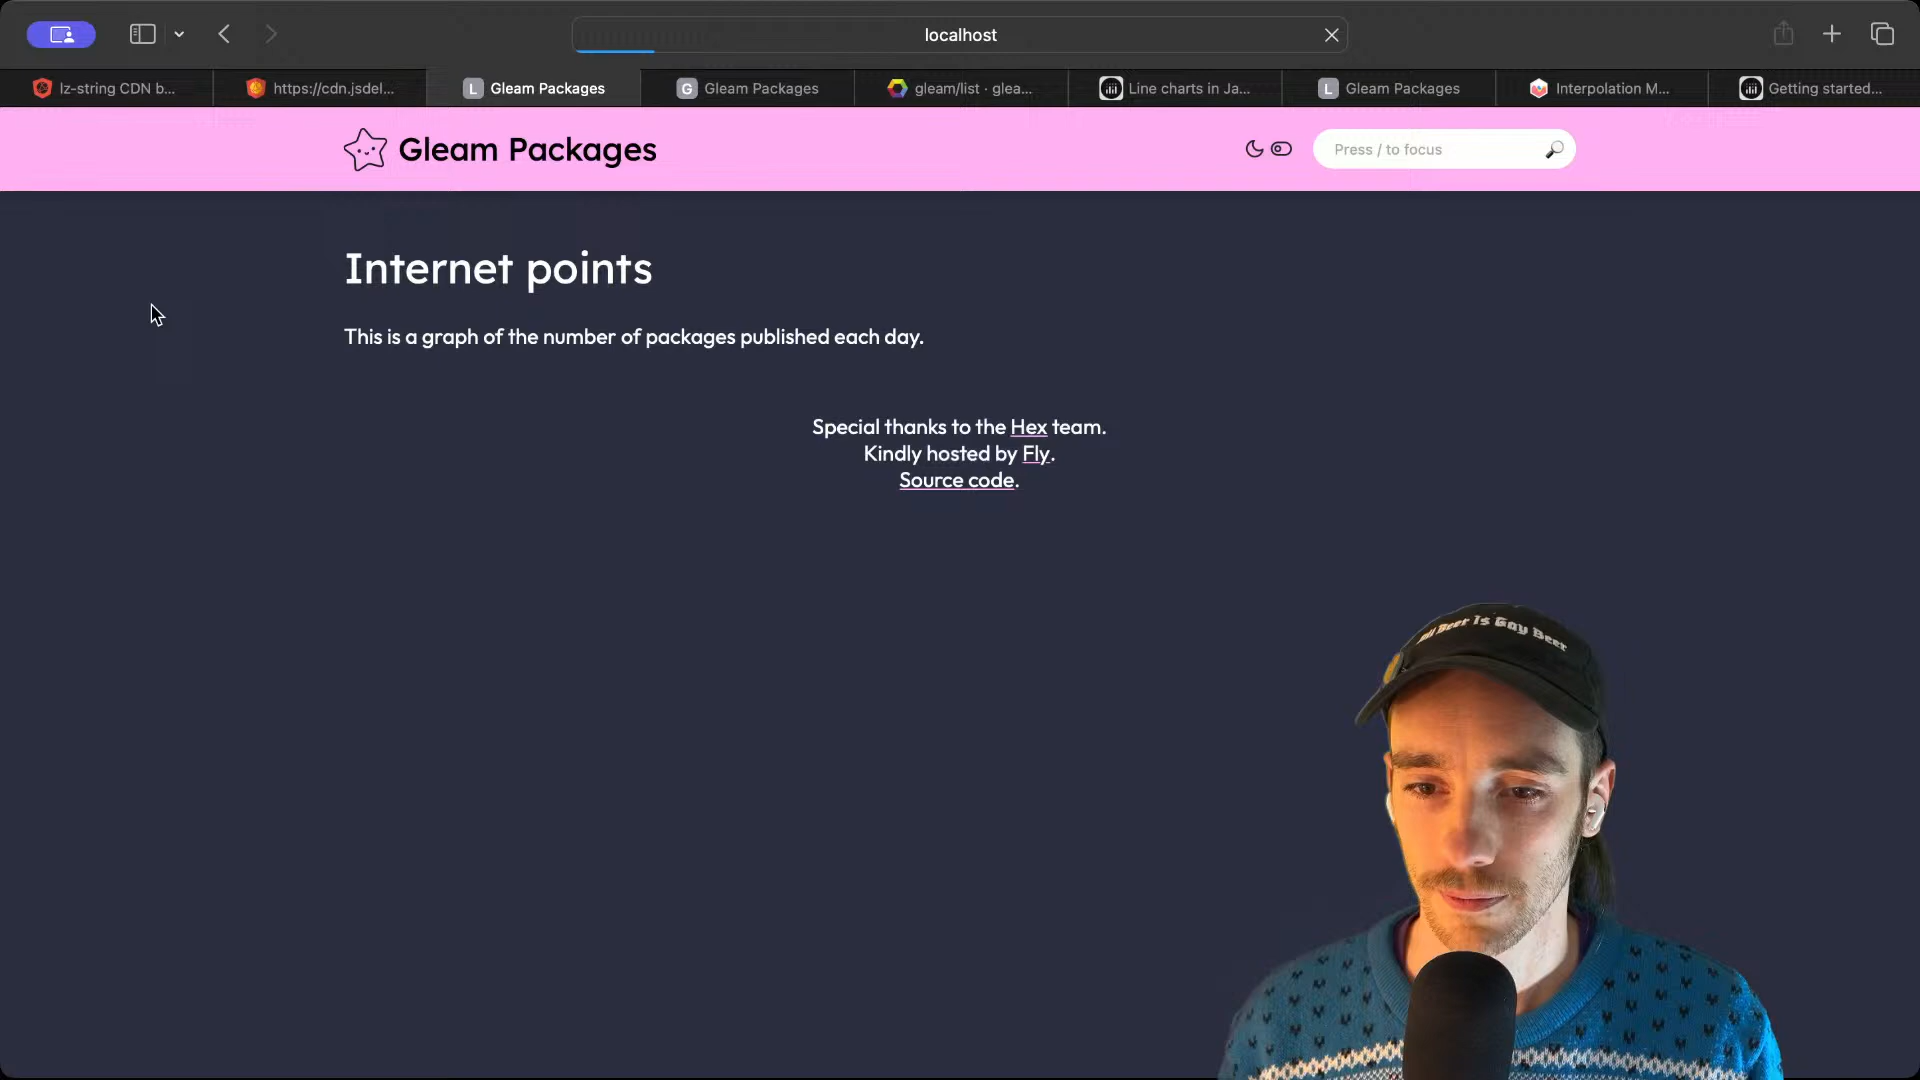 localhost
lz-string CDN b...
https://cdn.jsdel...
L Gleam Packages
G Gleam Packages
gleam/list · glea...
Line charts in Ja...
L Gleam Packages
Interpolation M...
Getting started...
Gleam Packages
Press / to focus
Internet points
This is a graph of the number of packages published each day.
Special thanks to the Hex team.
Kindly hosted by Fly.
Source code.
Beer Is Gay Beer